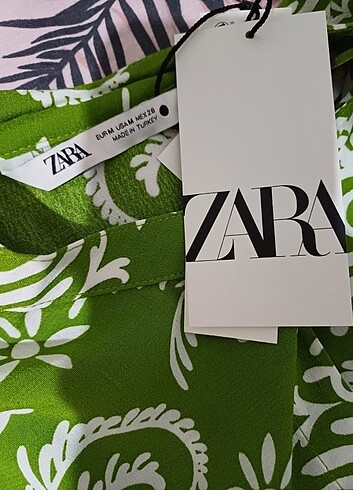 ZARA
EUR M USA M MEX 28
MADE IN TURKEY
ZARA